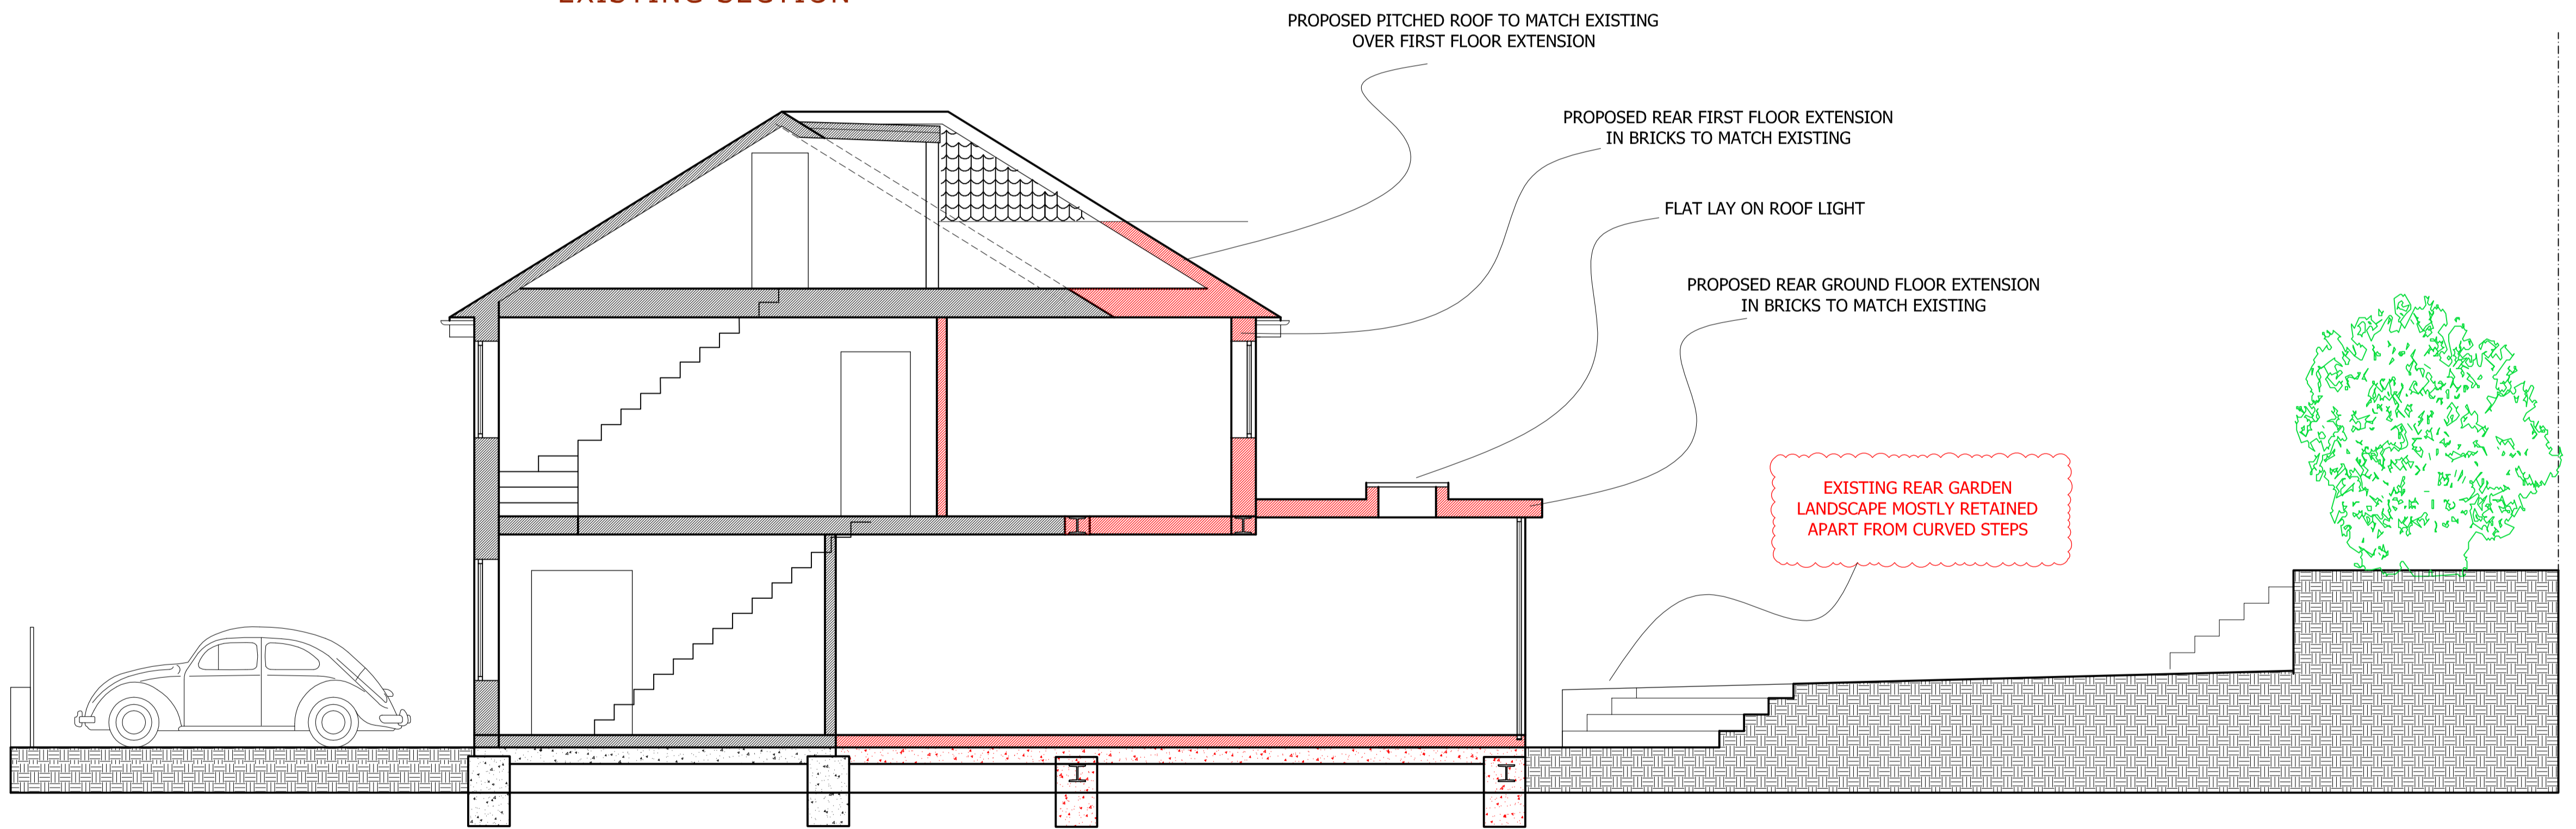 EXISTING SECTION
PROPOSED PITCHED ROOF TO MATCH EXISTING
OVER FIRST FLOOR EXTENSION
PROPOSED REAR FIRST FLOOR EXTENSION
IN BRICKS TO MATCH EXISTING
FLAT LAY ON ROOF LIGHT
PROPOSED REAR GROUND FLOOR EXTENSION
IN BRICKS TO MATCH EXISTING
EXISTING REAR GARDEN
LANDSCAPE MOSTLY RETAINED
APART FROM CURVED STEPS